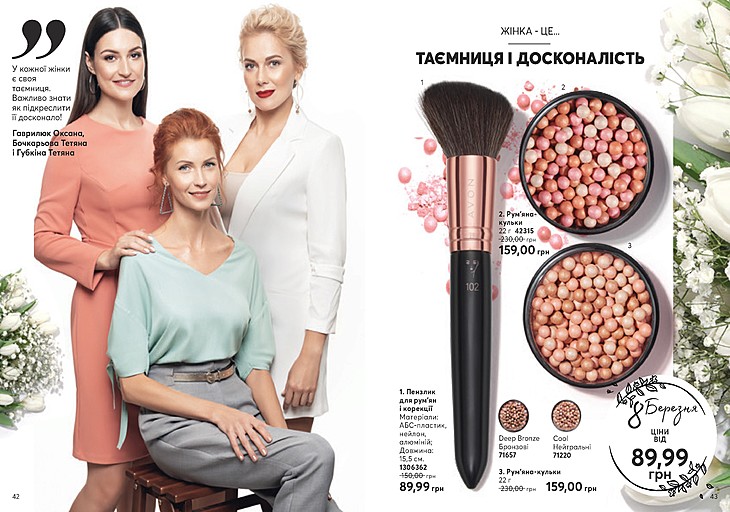 У кожної жінки
є своя
таємниця.
Важливо знати
як підкреслити
її досконало!
Гаврилюк Оксана,
Бочкарьова Тетяна
і Губкіна Тетяна
42
ЖІНКА - ЦЕ...
ТАЄМНИЦЯ І ДОСКОНАЛІСТЬ
1
2
AVON
102
2. Рум'яна-
кульки
22 г 42315
230,00 грн
159,00 грн
3
1. Пензлик
для рум'ян
і корекції
Матеріали:
АБС-пластик,
нейлон,
алюміній;
Довжина:
15,5 см.
1306362
150,00 грн
89,99 грн
Deep Bronze
Бронзові
71657
Cool
Нейтральні
71220
3. Рум'яна-кульки
22 г
230,00 грн 159,00 грн
8 Березня
ЦІНИ
ВІД
89,99
грн
43